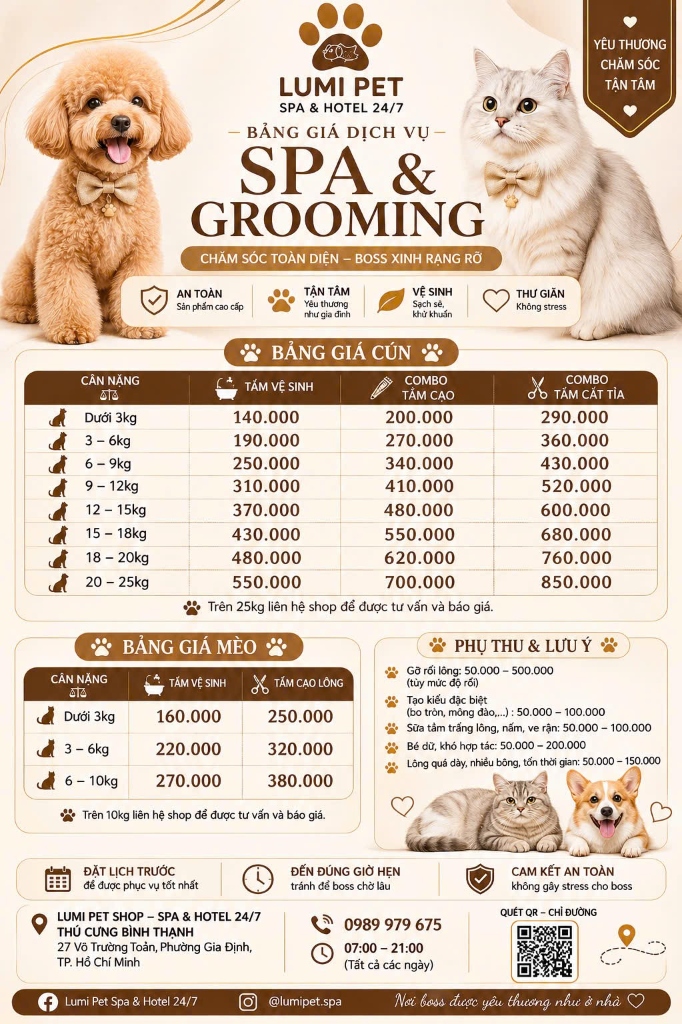 LUMI PET
SPA & HOTEL 24/7
YÊU THƯƠNG
CHĂM SÓC
TẬN TÂM
BẢNG GIÁ DỊCH VỤ
SPA &
GROOMING
CHĂM SÓC TOÀN DIỆN – BOSS XINH RẠNG RỠ
AN TOÀN
Sản phẩm cao cấp
TẬN TÂM
Yêu thương
như gia đình
VỆ SINH
Sạch sẽ,
khử khuẩn
THƯ GIÃN
Không stress
BẢNG GIÁ CÚN
CÂN NẶNG TẮM VỆ SINH COMBO TẮM CẠO COMBO TẮM CẮT TỈA
Dưới 3kg 140.000 200.000 290.000
3 – 6kg 190.000 270.000 360.000
6 – 9kg 250.000 340.000 430.000
9 – 12kg 310.000 410.000 520.000
12 – 15kg 370.000 480.000 600.000
15 – 18kg 430.000 550.000 680.000
18 – 20kg 480.000 620.000 760.000
20 – 25kg 550.000 700.000 850.000
Trên 25kg liên hệ shop để được tư vấn và báo giá.
BẢNG GIÁ MÈO
CÂN NẶNG TẮM VỆ SINH TẮM CẠO LÔNG
Dưới 3kg 160.000 250.000
3 – 6kg 220.000 320.000
6 – 10kg 270.000 380.000
Trên 10kg liên hệ shop để được tư vấn và báo giá.
PHỤ THU & LƯU Ý
Gỡ rối lông: 50.000 – 500.000
(tùy mức độ rối)
Tạo kiểu đặc biệt
(bo tròn, mông đào,...) : 50.000 – 100.000
Sữa tắm trắng lông, nấm, ve rận: 50.000 – 100.000
Bé dữ, khó hợp tác: 50.000 – 200.000
Lông quá dày, nhiều bông, tốn thời gian: 50.000 – 150.000
ĐẶT LỊCH TRƯỚC
để được phục vụ tốt nhất
ĐẾN ĐÚNG GIỜ HẸN
tránh để boss chờ lâu
CAM KẾT AN TOÀN
không gây stress cho boss
LUMI PET SHOP – SPA & HOTEL 24/7
THÚ CƯNG BÌNH THẠNH
27 Võ Trường Toản, Phường Gia Định,
TP. Hồ Chí Minh
0989 979 675
07:00 – 21:00
(Tất cả các ngày)
QUÉT QR – CHỈ ĐƯỜNG
Lumi Pet Spa & Hotel 24/7
@lumipet.spa
Nơi boss được yêu thương như ở nhà